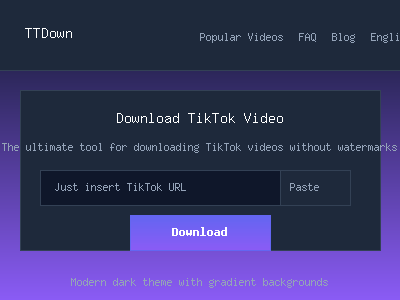 TTDown
Popular Videos FAQ Blog Engli
Download TikTok Video
The ultimate tool for downloading TikTok videos without watermarks
Just insert TikTok URL
Paste
Download
Modern dark theme with gradient backgrounds